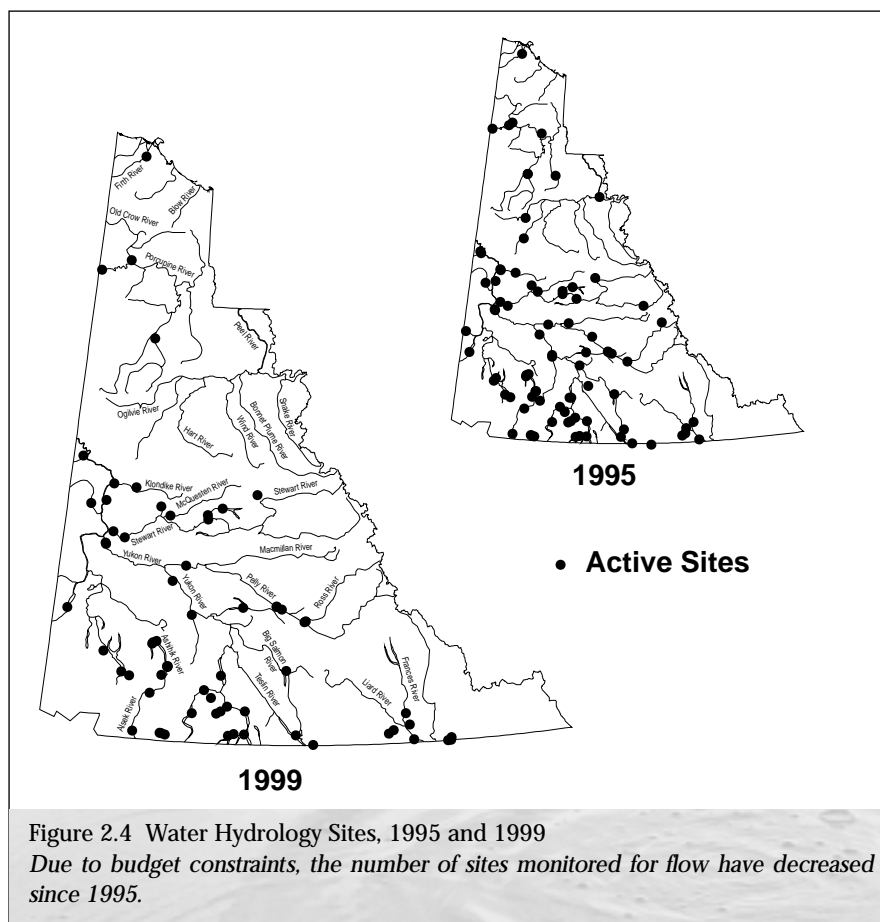 Firth River
Blow River
Old Crow River
Porcupine River
Peel River
Ogilvie River
Hart River
Wind River
Bonnet Plume River
Snake River
Klondike River
McQuesten River
Stewart River
Stewart River
Yukon River
Macmillan River
Yukon River
Pelly River
Ross River
Aishihik River
Big Salmon
River
Teslin River
Liard River
Frances River
Alsek River
1999
1995
Active Sites
Figure 2.4 Water Hydrology Sites, 1995 and 1999
Due to budget constraints, the number of sites monitored for flow have decreased
since 1995.